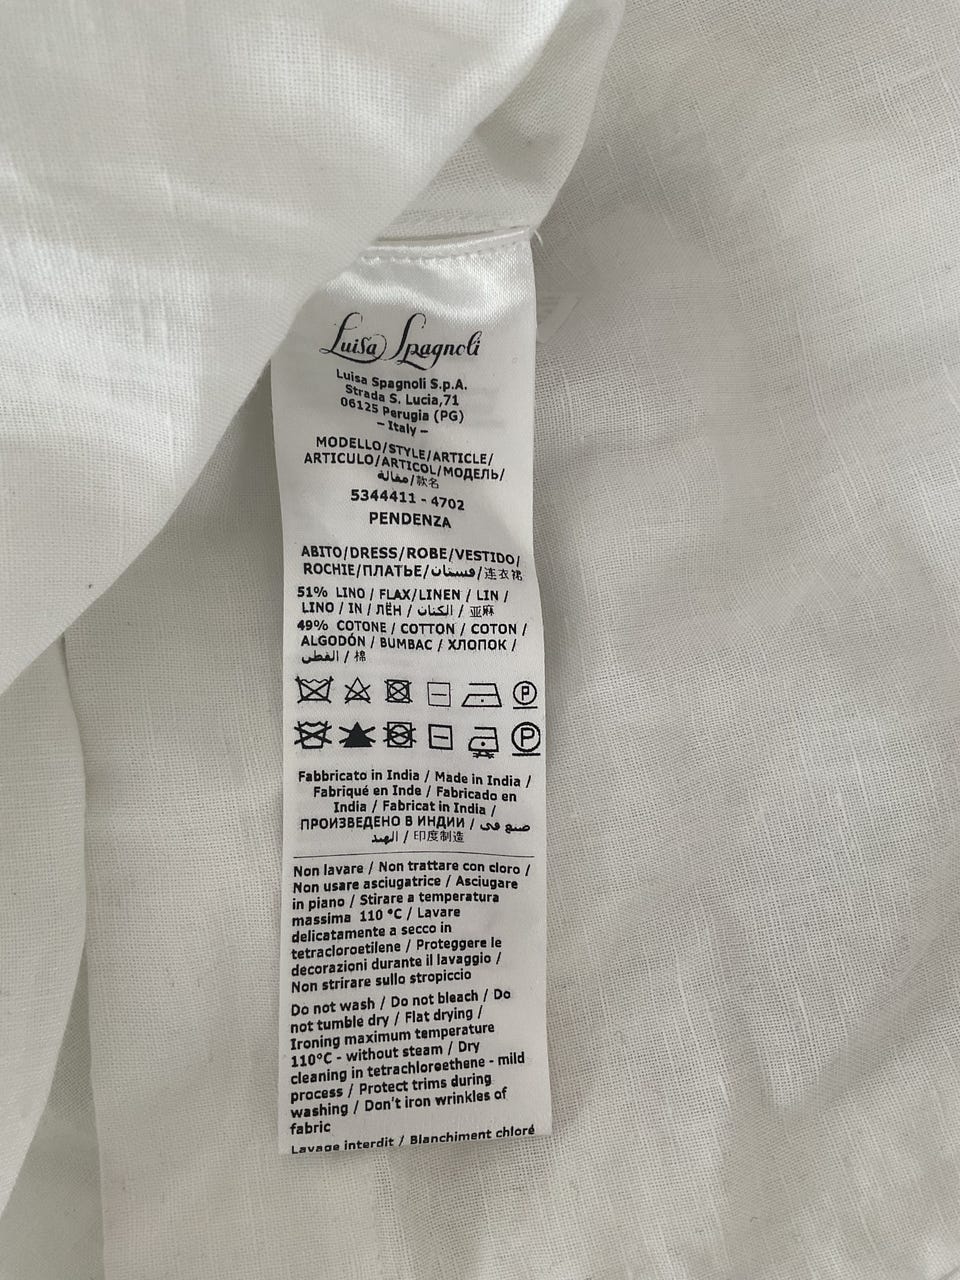 Luisa Spagnoli
Luisa Spagnoli S.p.A.
Strada S. Lucia,71
06125 Perugia (PG)
- Italy -
MODELLO/STYLE/ARTICLE/
ARTICULO/ARTICOL/МОДЕЛЬ/
مقالة/款名
5344411 - 4702
PENDENZA
ABITO/DRESS/ROBE/VESTIDO/
ROCHIE/ПЛАТЬЕ/فستان/连衣裙
51% LINO / FLAX/LINEN / LIN /
LINO / IN / ЛЁН / الكتان / 亚麻
49% COTONE / COTTON / COTON /
ALGODÓN / BUMBAC / ХЛОПОК /
القطن / 棉
P
P
Fabbricato in India / Made in India /
Fabriqué en Inde / Fabricado en
India / Fabricat in India /
ПРОИЗВЕДЕНО В ИНДИИ / صنع في
الهند / 印度制造
Non lavare / Non trattare con cloro /
Non usare asciugatrice / Asciugare
in piano / Stirare a temperatura
massima 110 °C / Lavare
delicatamente a secco in
tetracloroetilene / Proteggere le
decorazioni durante il lavaggio /
Non strirare sullo stropiccio
Do not wash / Do not bleach / Do
not tumble dry / Flat drying /
Ironing maximum temperature
110°C - without steam / Dry
cleaning in tetrachloroethene - mild
process / Protect trims during
washing / Don't iron wrinkles of
fabric
Lavage interdit / Blanchiment chloré